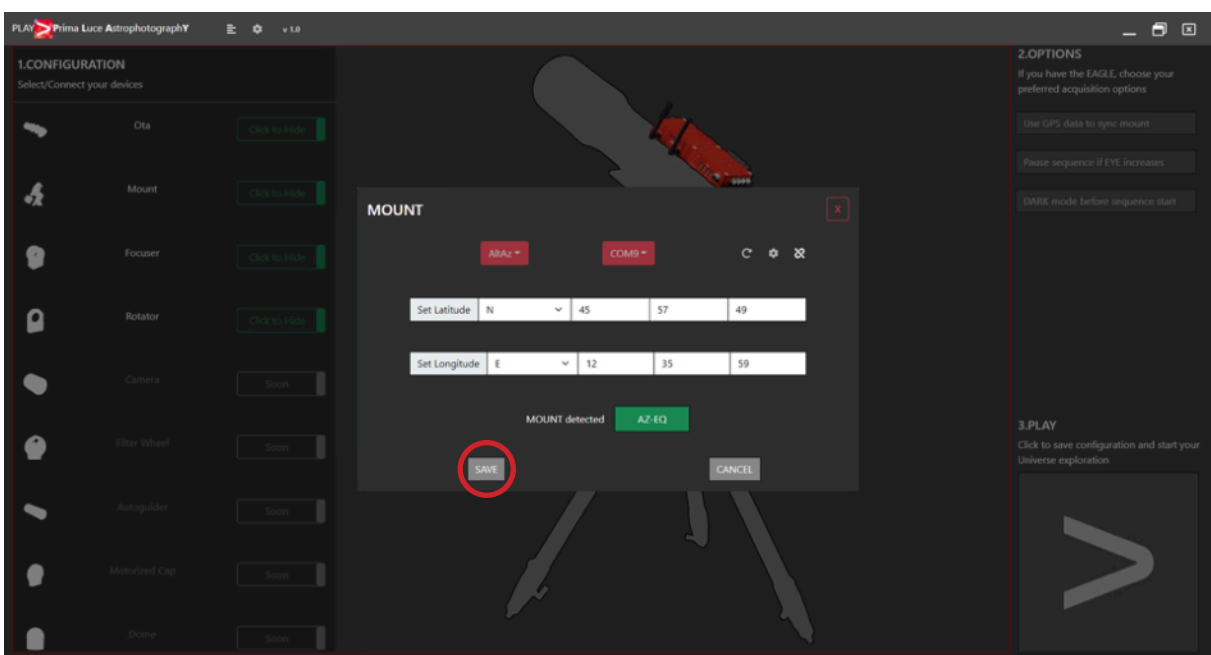 PLAY Prima Luce AstrophotographY v 1.0
1.CONFIGURATION
Select/Connect your devices
Ota Click to Hide
Mount Click to Hide
Focuser Click to Hide
Rotator Click to Hide
Camera Soon
Filter Wheel Soon
Autoguider Soon
Motorized Cap Soon
Dome Soon
MOUNT X
AltAz COM9
Set Latitude N 45 57 49
Set Longitude E 12 35 59
MOUNT detected AZ-EQ
SAVE CANCEL
2.OPTIONS
If you have the EAGLE, choose your
preferred acquisition options
Use GPS data to sync mount
Pause sequence if EYE increases
DARK mode before sequence start
3.PLAY
Click to save configuration and start your
Universe exploration